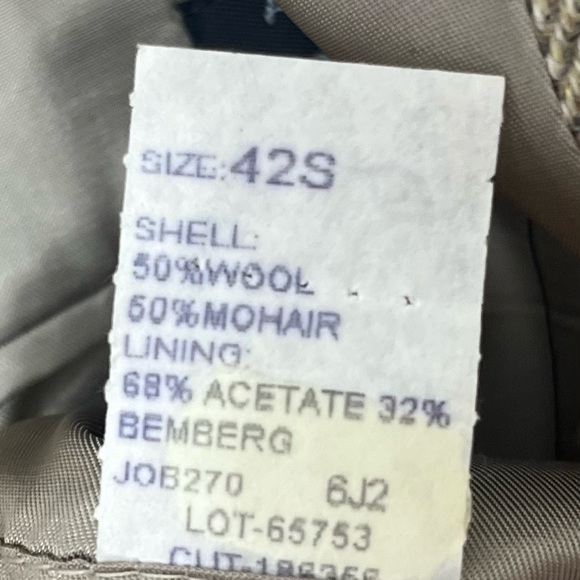 SIZE:42S
SHELL:
50%WOOL
50%MOHAIR
LINING:
68% ACETATE 32%
BEMBERG
JOB270 6J2
LOT-65753